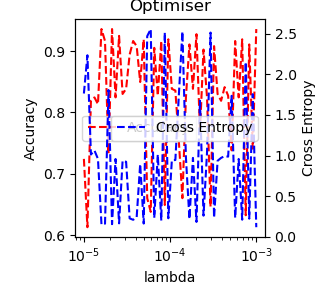 Optimiser
Accuracy
0.9
0.8
0.7
0.6
Cross Entropy
2.5
2.0
1.5
1.0
0.5
0.0
Cross Entropy
10⁻⁵
10⁻⁴
10⁻³
lambda